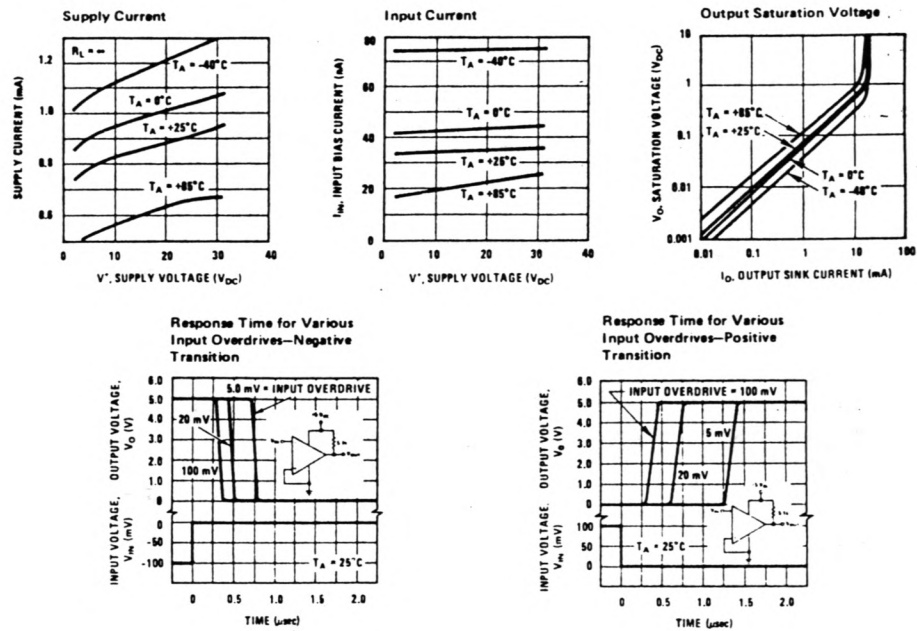 Supply Current
SUPPLY CURRENT (mA)
1.2
1.0
0.8
0.6
R_L = ∞
T_A = -40°C
T_A = 0°C
T_A = +25°C
T_A = +85°C
0 10 20 30 40
V⁺, SUPPLY VOLTAGE (V_DC)
Input Current
I_IN, INPUT BIAS CURRENT (nA)
80
60
40
20
0
T_A = -40°C
T_A = 0°C
T_A = +25°C
T_A = +85°C
0 10 20 30 40
V⁺, SUPPLY VOLTAGE (V_DC)
Output Saturation Voltage
V_O, SATURATION VOLTAGE (V_DC)
10
1
0.1
0.01
0.001
T_A = +85°C
T_A = +25°C
T_A = 0°C
T_A = -40°C
0.01 0.1 1 10 100
I_O, OUTPUT SINK CURRENT (mA)
Response Time for Various
Input Overdrives—Negative
Transition
OUTPUT VOLTAGE,
V_O (V)
6.0
5.0
4.0
3.0
2.0
1.0
0
5.0 mV = INPUT OVERDRIVE
20 mV
100 mV
INPUT VOLTAGE,
V_IN (mV)
0
-50
-100
T_A = 25°C
0 0.5 1.0 1.5 2.0
TIME (μsec)
Response Time for Various
Input Overdrives—Positive
Transition
OUTPUT VOLTAGE,
V_O (V)
6.0
5.0
4.0
3.0
2.0
1.0
0
INPUT OVERDRIVE = 100 mV
5 mV
20 mV
INPUT VOLTAGE,
V_IN (mV)
100
50
0
T_A = 25°C
0 0.5 1.0 1.5 2.0
TIME (μsec)